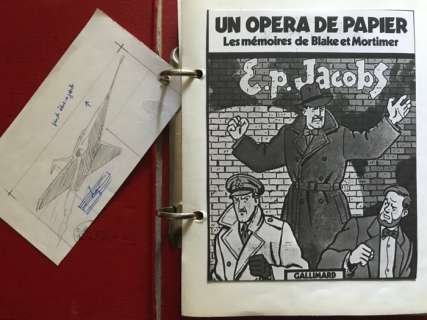 UN OPERA DE PAPIER
Les mémoires de Blake et Mortimer
E.P. Jacobs
GALLIMARD